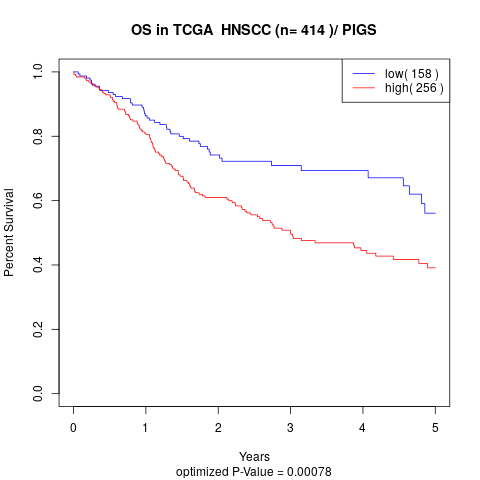 OS in TCGA HNSCC (n= 414 )/ PIGS
low( 158 )
high( 256 )
Percent Survival
1.0
0.8
0.6
0.4
0.2
0.0
0 1 2 3 4 5
Years
optimized P-Value = 0.00078